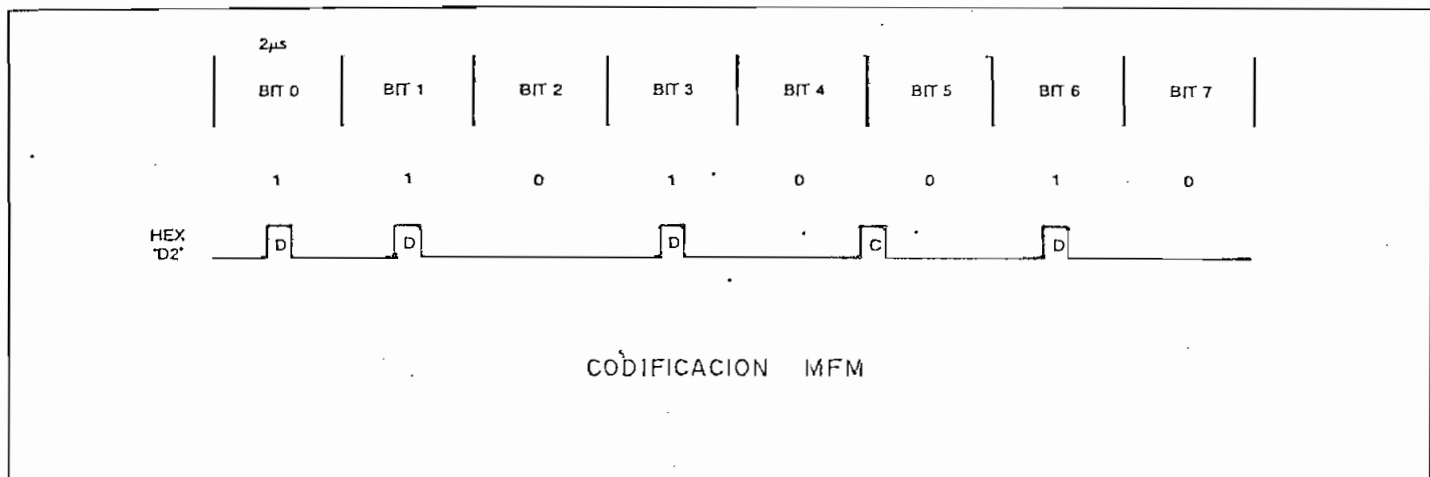 2µs
BIT 0 BIT 1 BIT 2 BIT 3 BIT 4 BIT 5 BIT 6 BIT 7
1 1 0 1 0 0 1 0
HEX
"D2"
D D D C D
CODIFICACION MFM